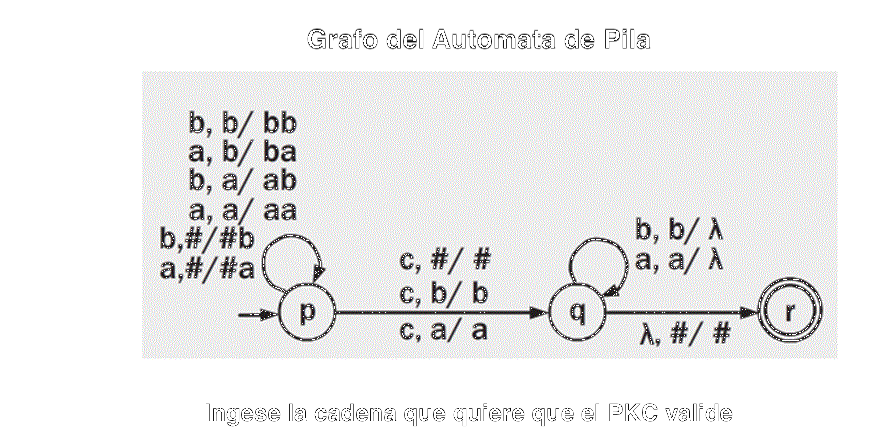 Grafo del Automata de Pila
b, b/ bb
a, b/ ba
b, a/ ab
a, a/ aa
b,#/#b
a,#/#a
c, #/ #
c, b/ b
c, a/ a
b, b/ λ
a, a/ λ
λ, #/ #
p
q
r
Ingese la cadena que quiere que el PKC valide